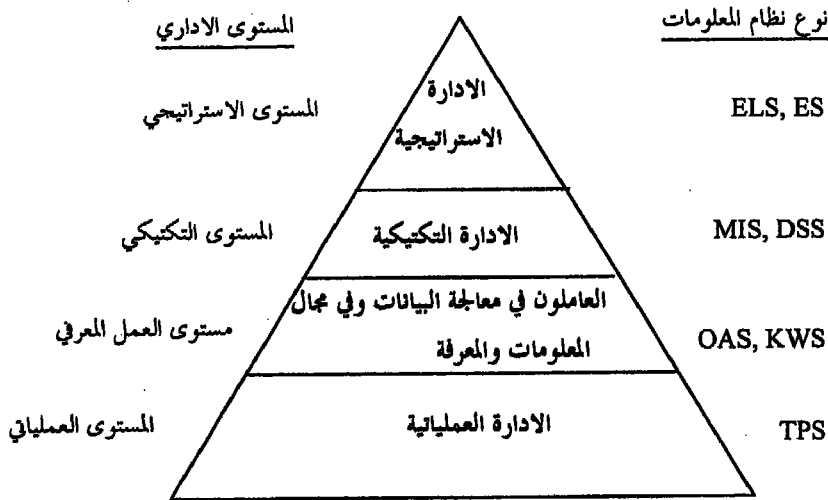 نوع نظام المعلومات
المستوى الاداري
ELS, ES
الادارة
الاستراتيجية
المستوى الاستراتيجي
MIS, DSS
الادارة التكتيكية
المستوى التكتيكي
OAS, KWS
العاملون في معالجة البيانات وفي مجال
المعلومات والمعرفة
مستوى العمل المعرفي
TPS
الادارة العملياتية
المستوى العملياتي